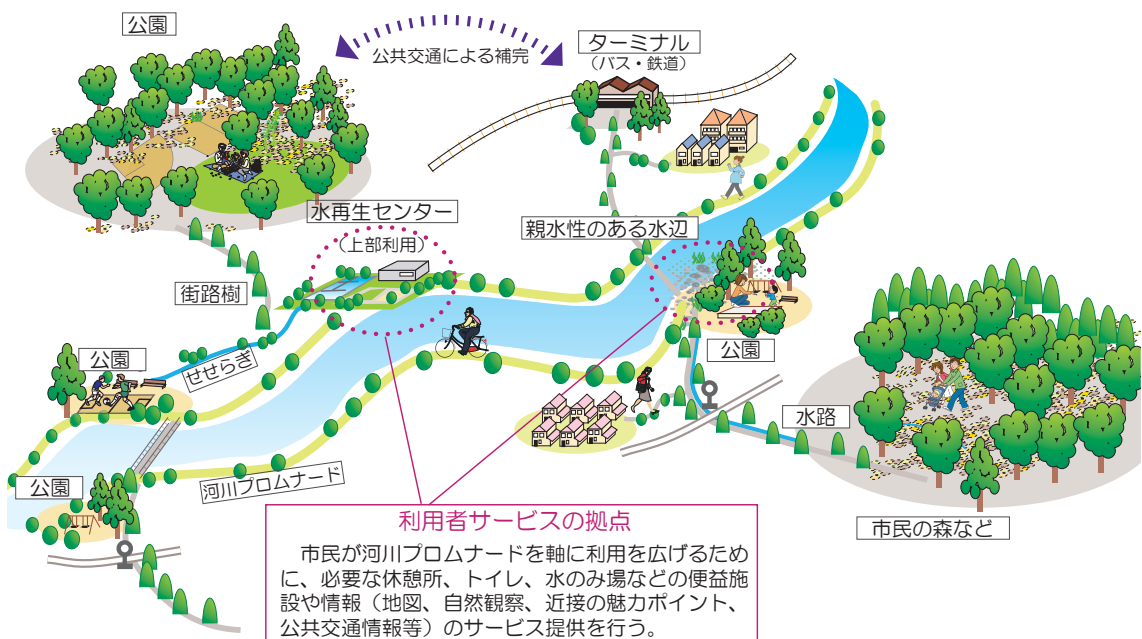 公園
公共交通による補完
ターミナル
（バス・鉄道）
水再生センター
（上部利用）
親水性のある水辺
街路樹
公園
せせらぎ
公園
水路
河川プロムナード
公園
市民の森など
利用者サービスの拠点
市民が河川プロムナードを軸に利用を広げるため
に、必要な休憩所、トイレ、水のみ場などの便益施
設や情報（地図、自然観察、近接の魅力ポイント、
公共交通情報等）のサービス提供を行う。